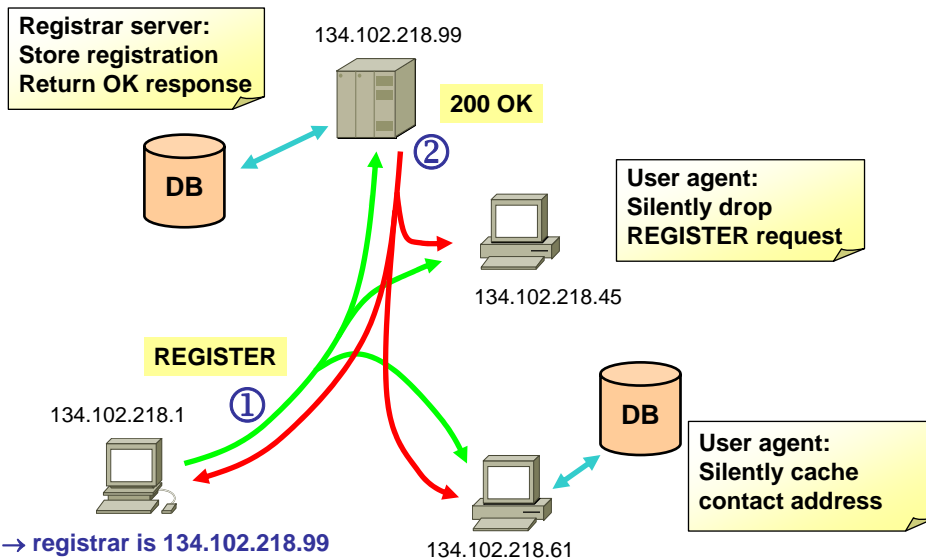 Registrar server:
Store registration
Return OK response
134.102.218.99
200 OK
②
DB
User agent:
Silently drop
REGISTER request
134.102.218.45
REGISTER
①
134.102.218.1
DB
User agent:
Silently cache
contact address
→ registrar is 134.102.218.99
134.102.218.61